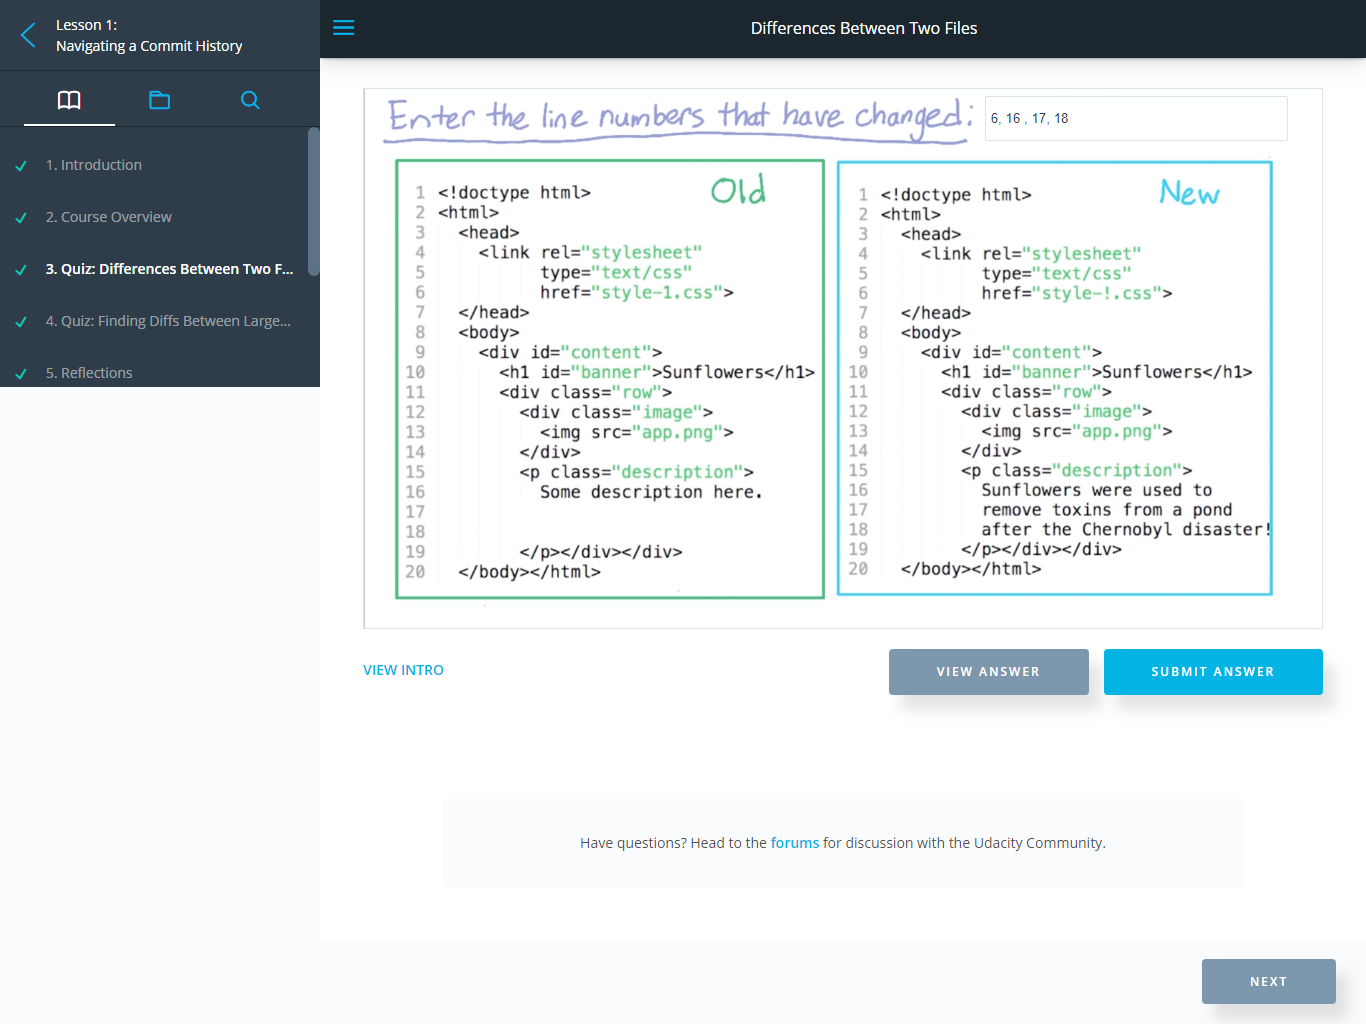 Lesson 1:
Navigating a Commit History
1. Introduction
2. Course Overview
3. Quiz: Differences Between Two F...
4. Quiz: Finding Diffs Between Large...
5. Reflections
Differences Between Two Files
Enter the line numbers that have changed:
6, 16 , 17, 18
Old
1 <!doctype html>
2 <html>
3 <head>
4 <link rel="stylesheet"
5 type="text/css"
6 href="style-1.css">
7 </head>
8 <body>
9 <div id="content">
10 <h1 id="banner">Sunflowers</h1>
11 <div class="row">
12 <div class="image">
13 <img src="app.png">
14 </div>
15 <p class="description">
16 Some description here.
17
18
19 </p></div></div>
20 </body></html>
New
1 <!doctype html>
2 <html>
3 <head>
4 <link rel="stylesheet"
5 type="text/css"
6 href="style-!.css">
7 </head>
8 <body>
9 <div id="content">
10 <h1 id="banner">Sunflowers</h1>
11 <div class="row">
12 <div class="image">
13 <img src="app.png">
14 </div>
15 <p class="description">
16 Sunflowers were used to
17 remove toxins from a pond
18 after the Chernobyl disaster!
19 </p></div></div>
20 </body></html>
VIEW INTRO
VIEW ANSWER
SUBMIT ANSWER
Have questions? Head to the forums for discussion with the Udacity Community.
NEXT